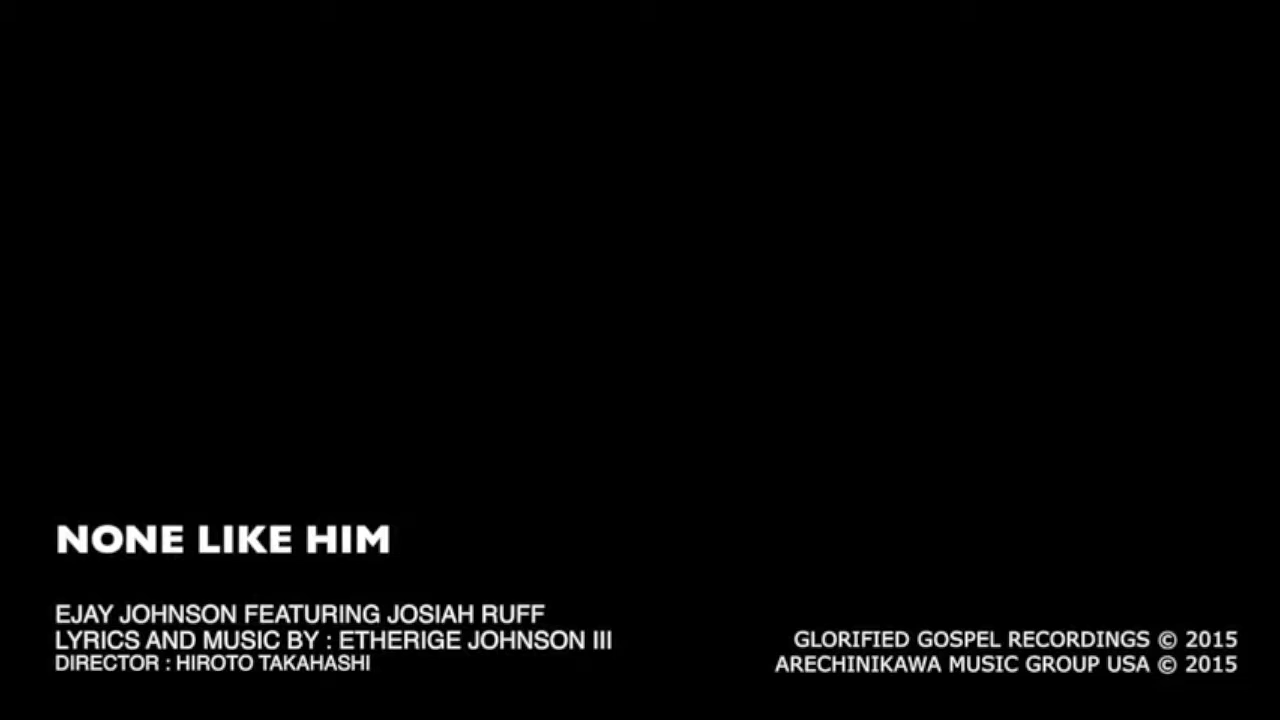 NONE LIKE HIM
EJAY JOHNSON FEATURING JOSIAH RUFF
LYRICS AND MUSIC BY : ETHERIGE JOHNSON III
DIRECTOR : HIROTO TAKAHASHI
GLORIFIED GOSPEL RECORDINGS © 2015
ARECHINIKAWA MUSIC GROUP USA © 2015